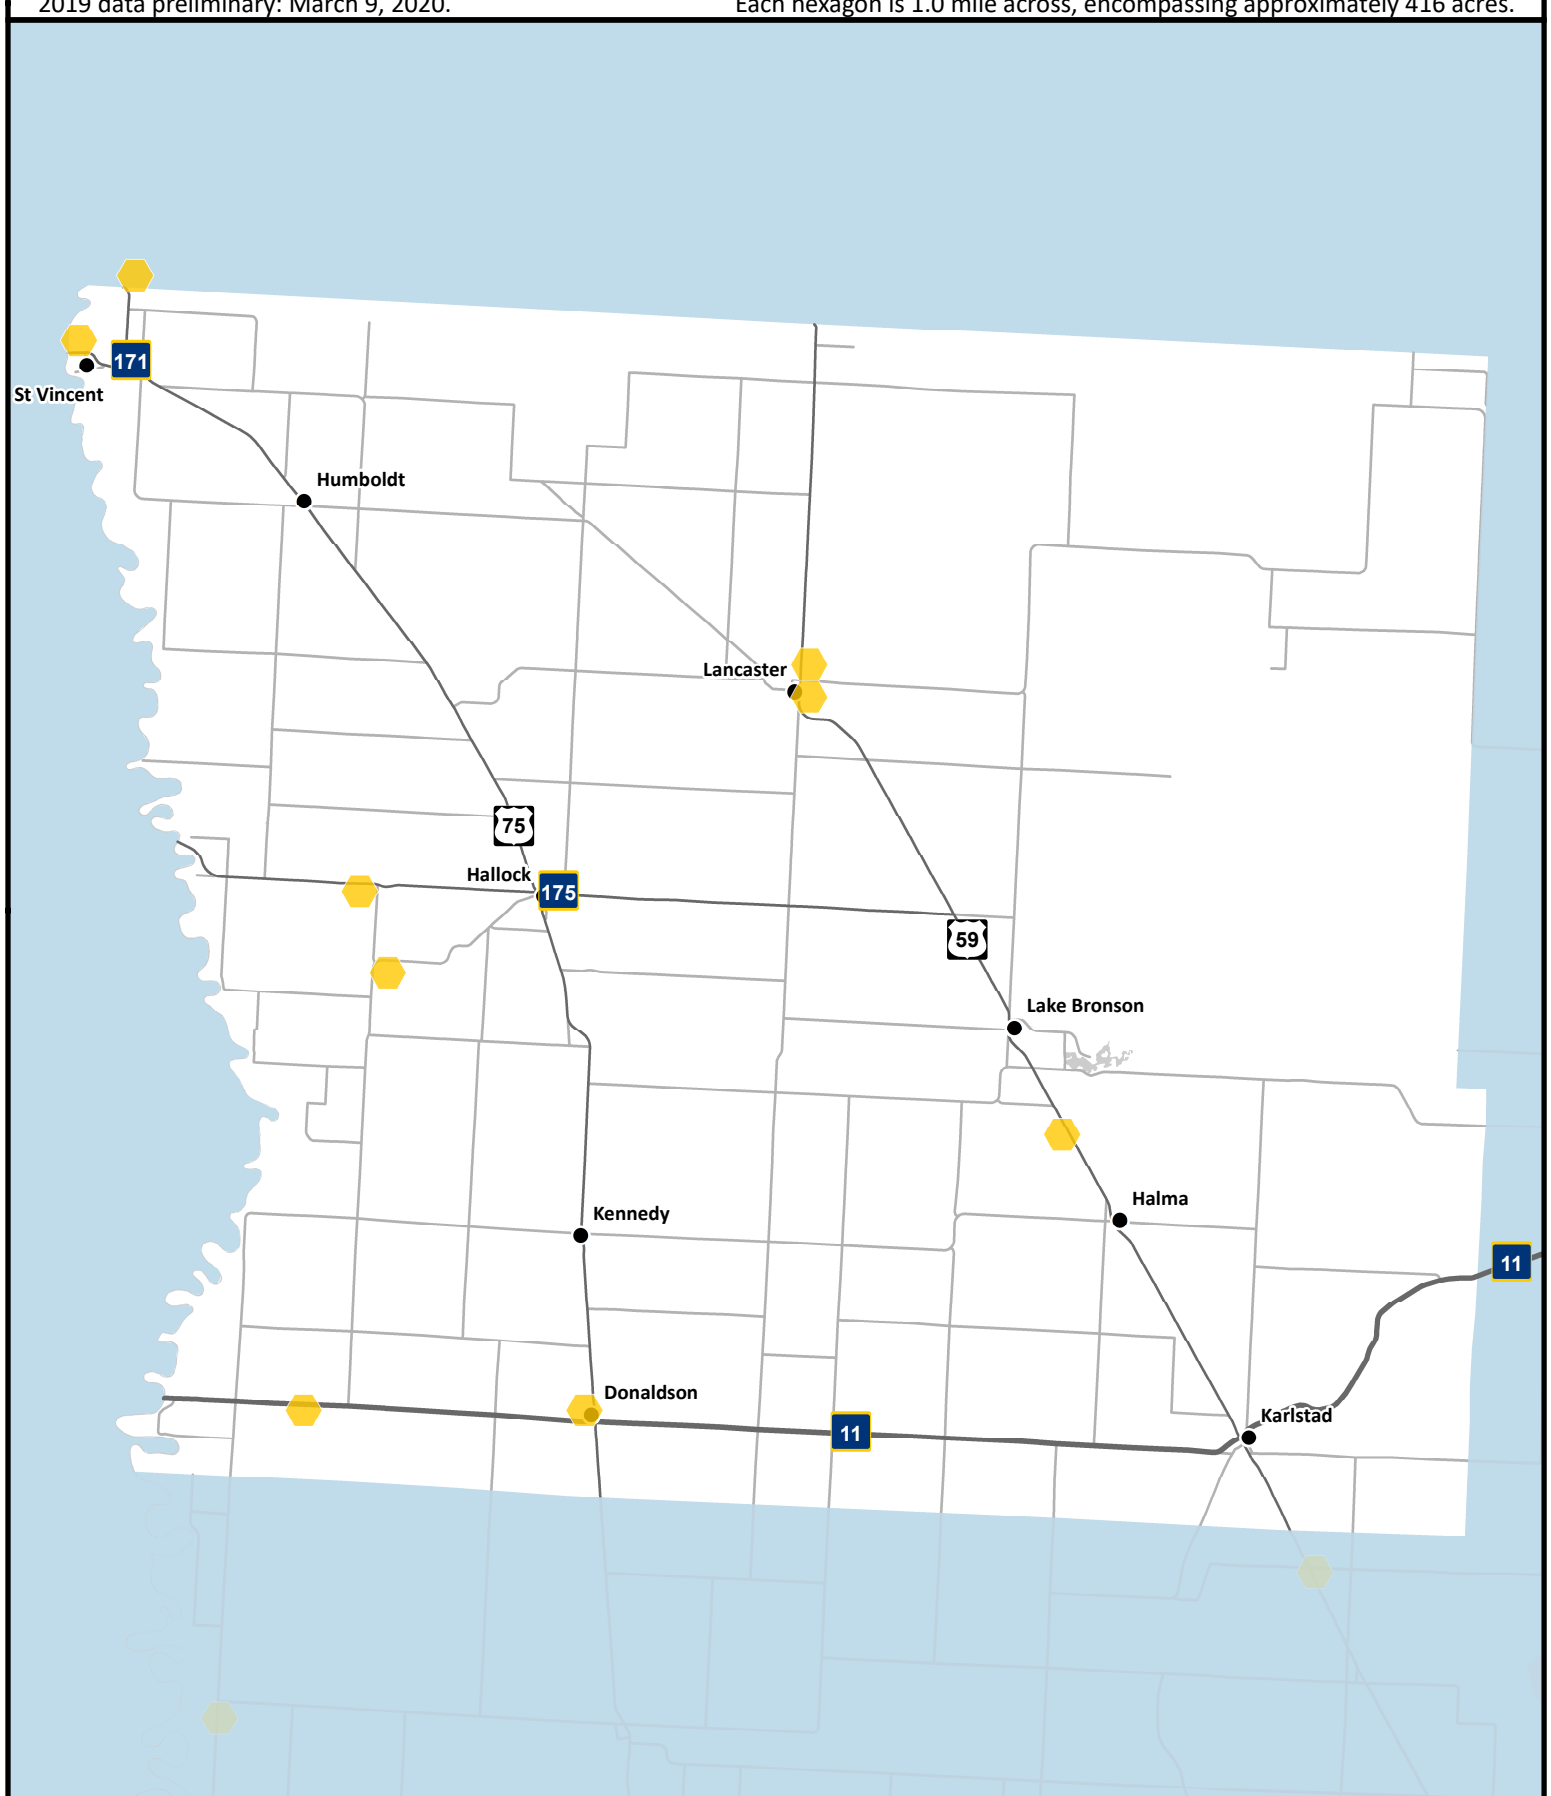 2019 data preliminary: March 9, 2020.
Each hexagon is 1.0 mile across, encompassing approximately 416 acres.
171
St Vincent
Humboldt
Lancaster
75
Hallock
175
59
Lake Bronson
Halma
Kennedy
11
Donaldson
Karlstad
11